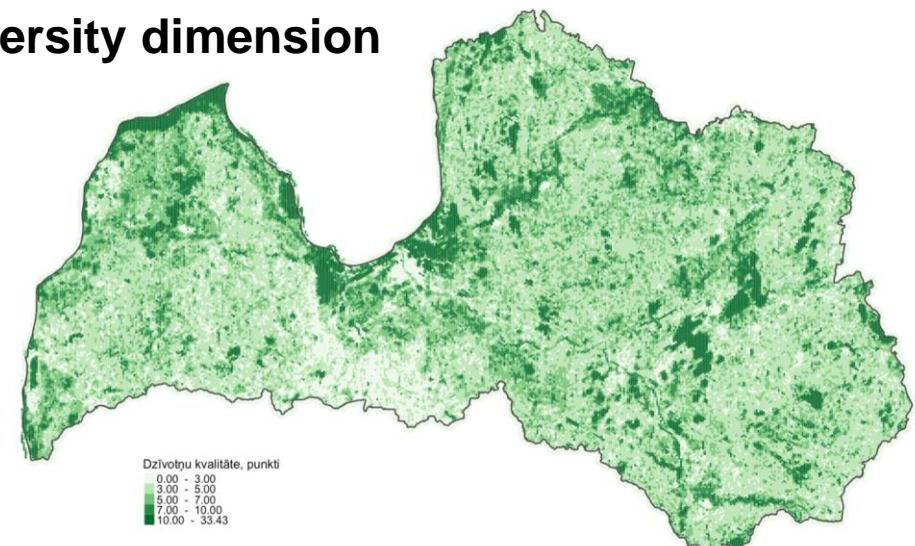 ersity dimension
Dzīvotņu kvalitāte, punkti
0.00 - 3.00
3.00 - 5.00
5.00 - 7.00
7.00 - 10.00
10.00 - 33.43